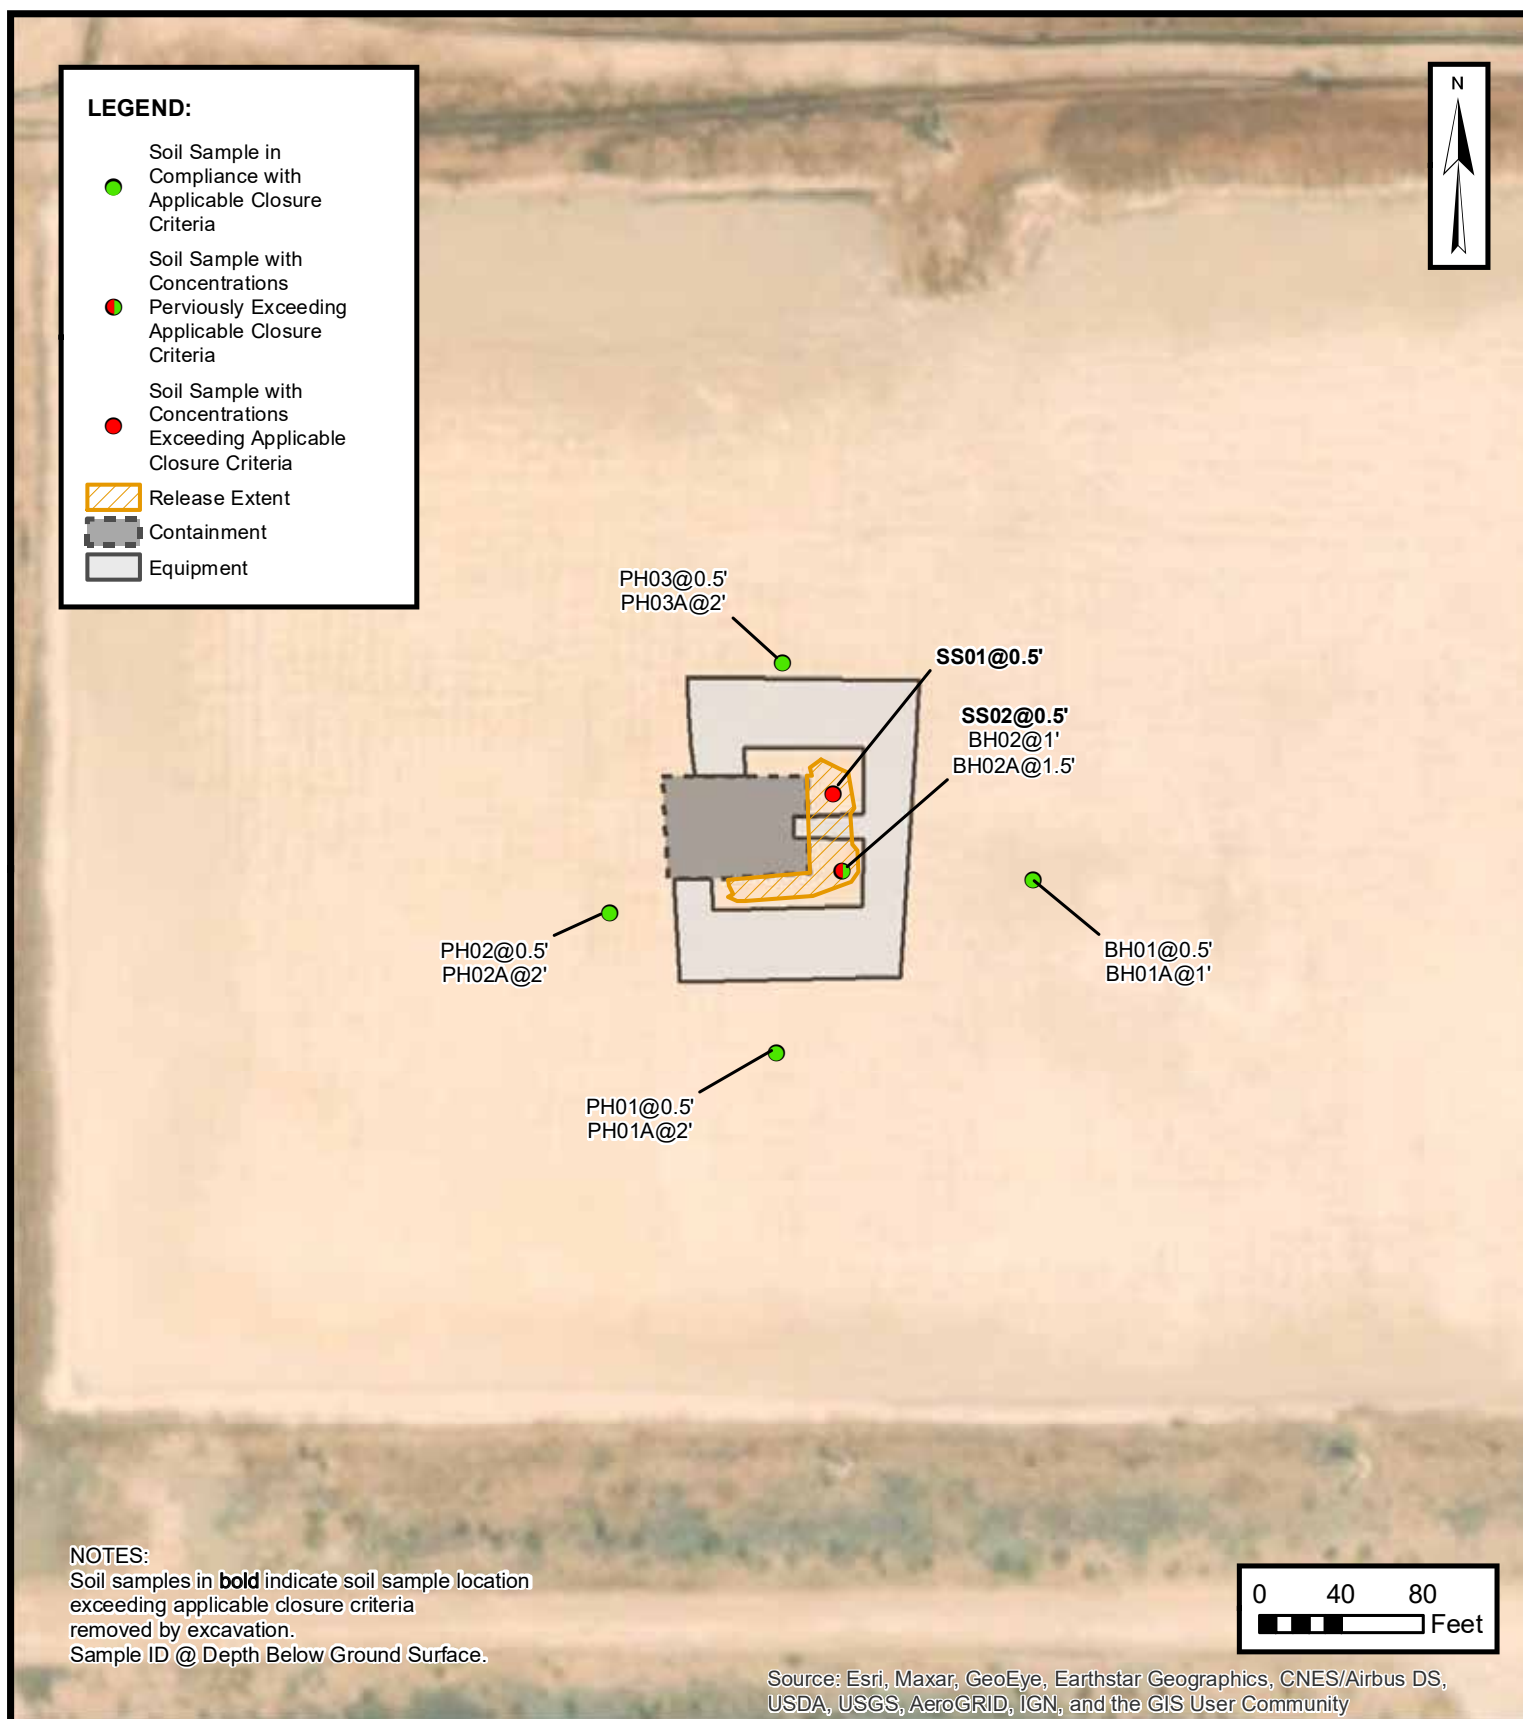 LEGEND:
Soil Sample in
Compliance with
Applicable Closure
Criteria
Soil Sample with
Concentrations
Perviously Exceeding
Applicable Closure
Criteria
Soil Sample with
Concentrations
Exceeding Applicable
Closure Criteria
Release Extent
Containment
Equipment
N
PH03@0.5'
PH03A@2'
SS01@0.5'
SS02@0.5'
BH02@1'
BH02A@1.5'
PH02@0.5'
PH02A@2'
BH01@0.5'
BH01A@1'
PH01@0.5'
PH01A@2'
NOTES:
Soil samples in bold indicate soil sample location
exceeding applicable closure criteria
removed by excavation.
Sample ID @ Depth Below Ground Surface.
0 40 80
Feet
Source: Esri, Maxar, GeoEye, Earthstar Geographics, CNES/Airbus DS,
USDA, USGS, AeroGRID, IGN, and the GIS User Community